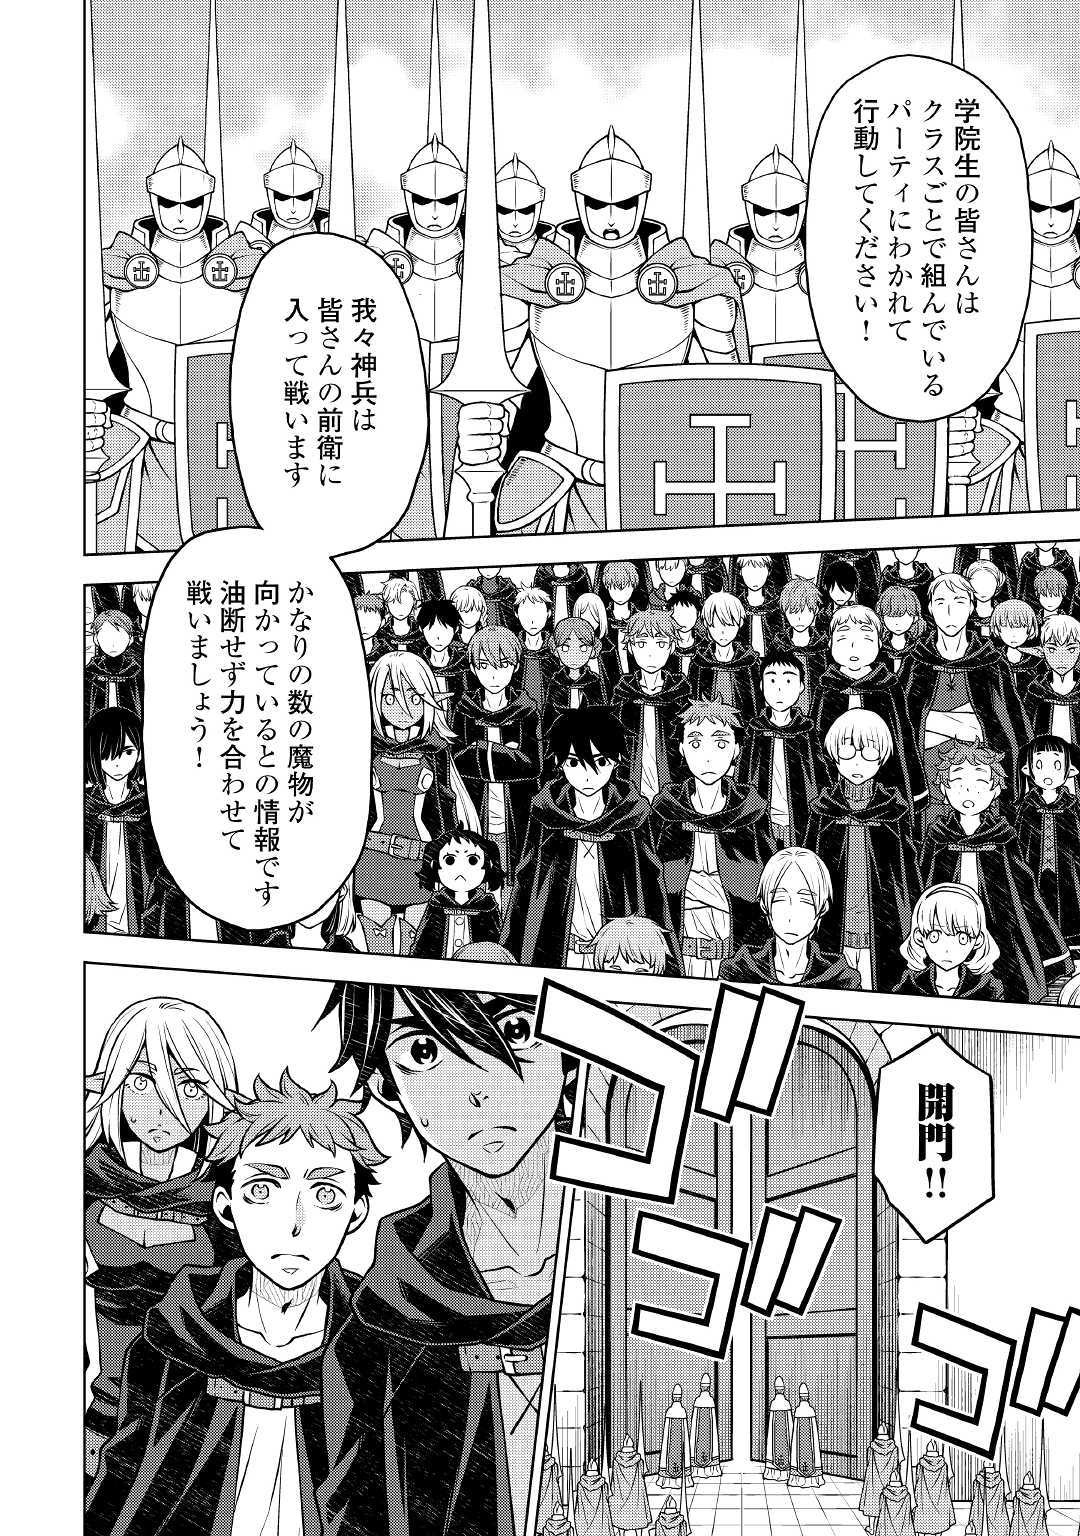 学院生の皆さんは
クラスごとで組んでいる
パーティにわかれて
行動してください！
我々神兵は
皆さんの前衛に
入って戦います
かなりの数の魔物が
向かっているとの情報です
油断せず力を合わせて
戦いましょう！
開門!!
ゴゴ
ゴゴ